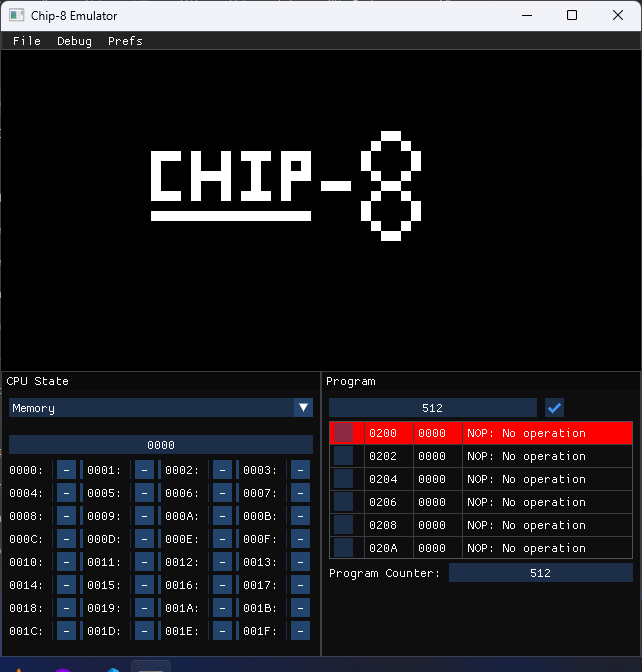 Chip-8 Emulator
File Debug Prefs
CHIP-8
CPU State
Memory
0000
0000: - 0001: - 0002: - 0003: -
0004: - 0005: - 0006: - 0007: -
0008: - 0009: - 000A: - 000B: -
000C: - 000D: - 000E: - 000F: -
0010: - 0011: - 0012: - 0013: -
0014: - 0015: - 0016: - 0017: -
0018: - 0019: - 001A: - 001B: -
001C: - 001D: - 001E: - 001F: -
Program
512
0200 0000 NOP: No operation
0202 0000 NOP: No operation
0204 0000 NOP: No operation
0206 0000 NOP: No operation
0208 0000 NOP: No operation
020A 0000 NOP: No operation
Program Counter: 512